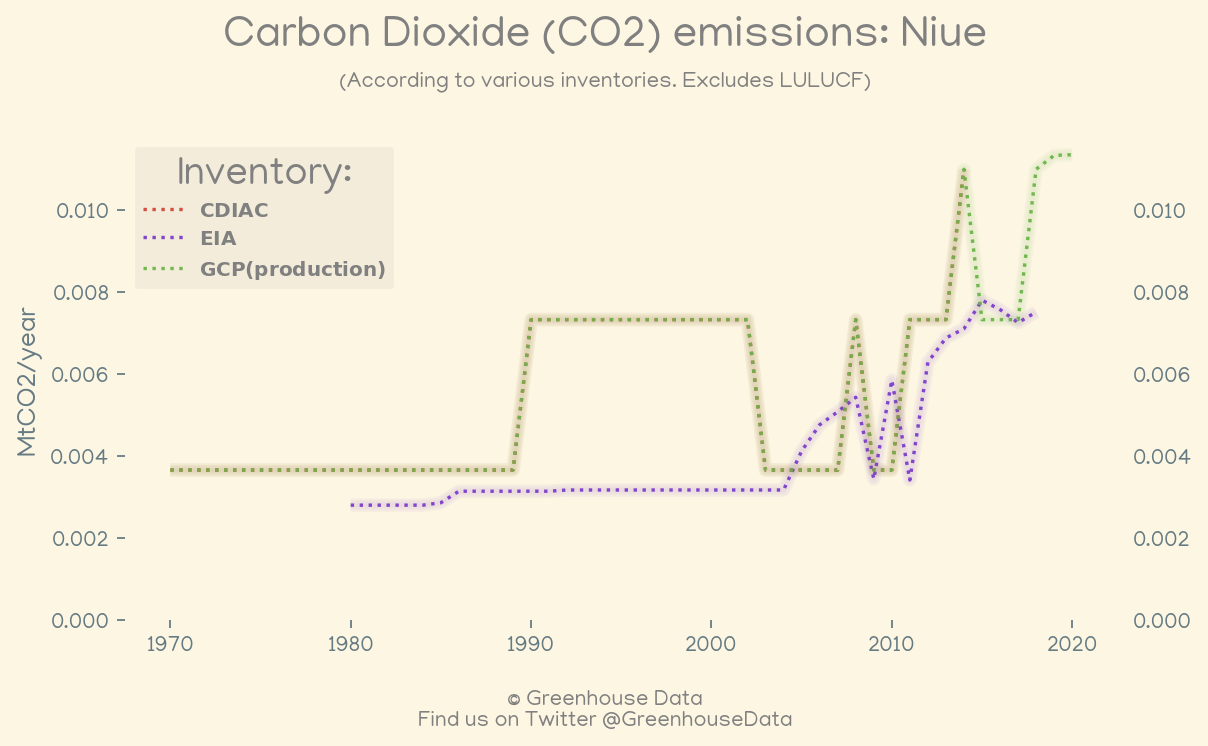 Carbon Dioxide (CO2) emissions: Niue
(According to various inventories. Excludes LULUCF)
Inventory:
CDIAC
EIA
GCP(production)
MtCO2/year
0.010
0.008
0.006
0.004
0.002
0.000
0.010
0.008
0.006
0.004
0.002
0.000
1970 1980 1990 2000 2010 2020
© Greenhouse Data
Find us on Twitter @GreenhouseData